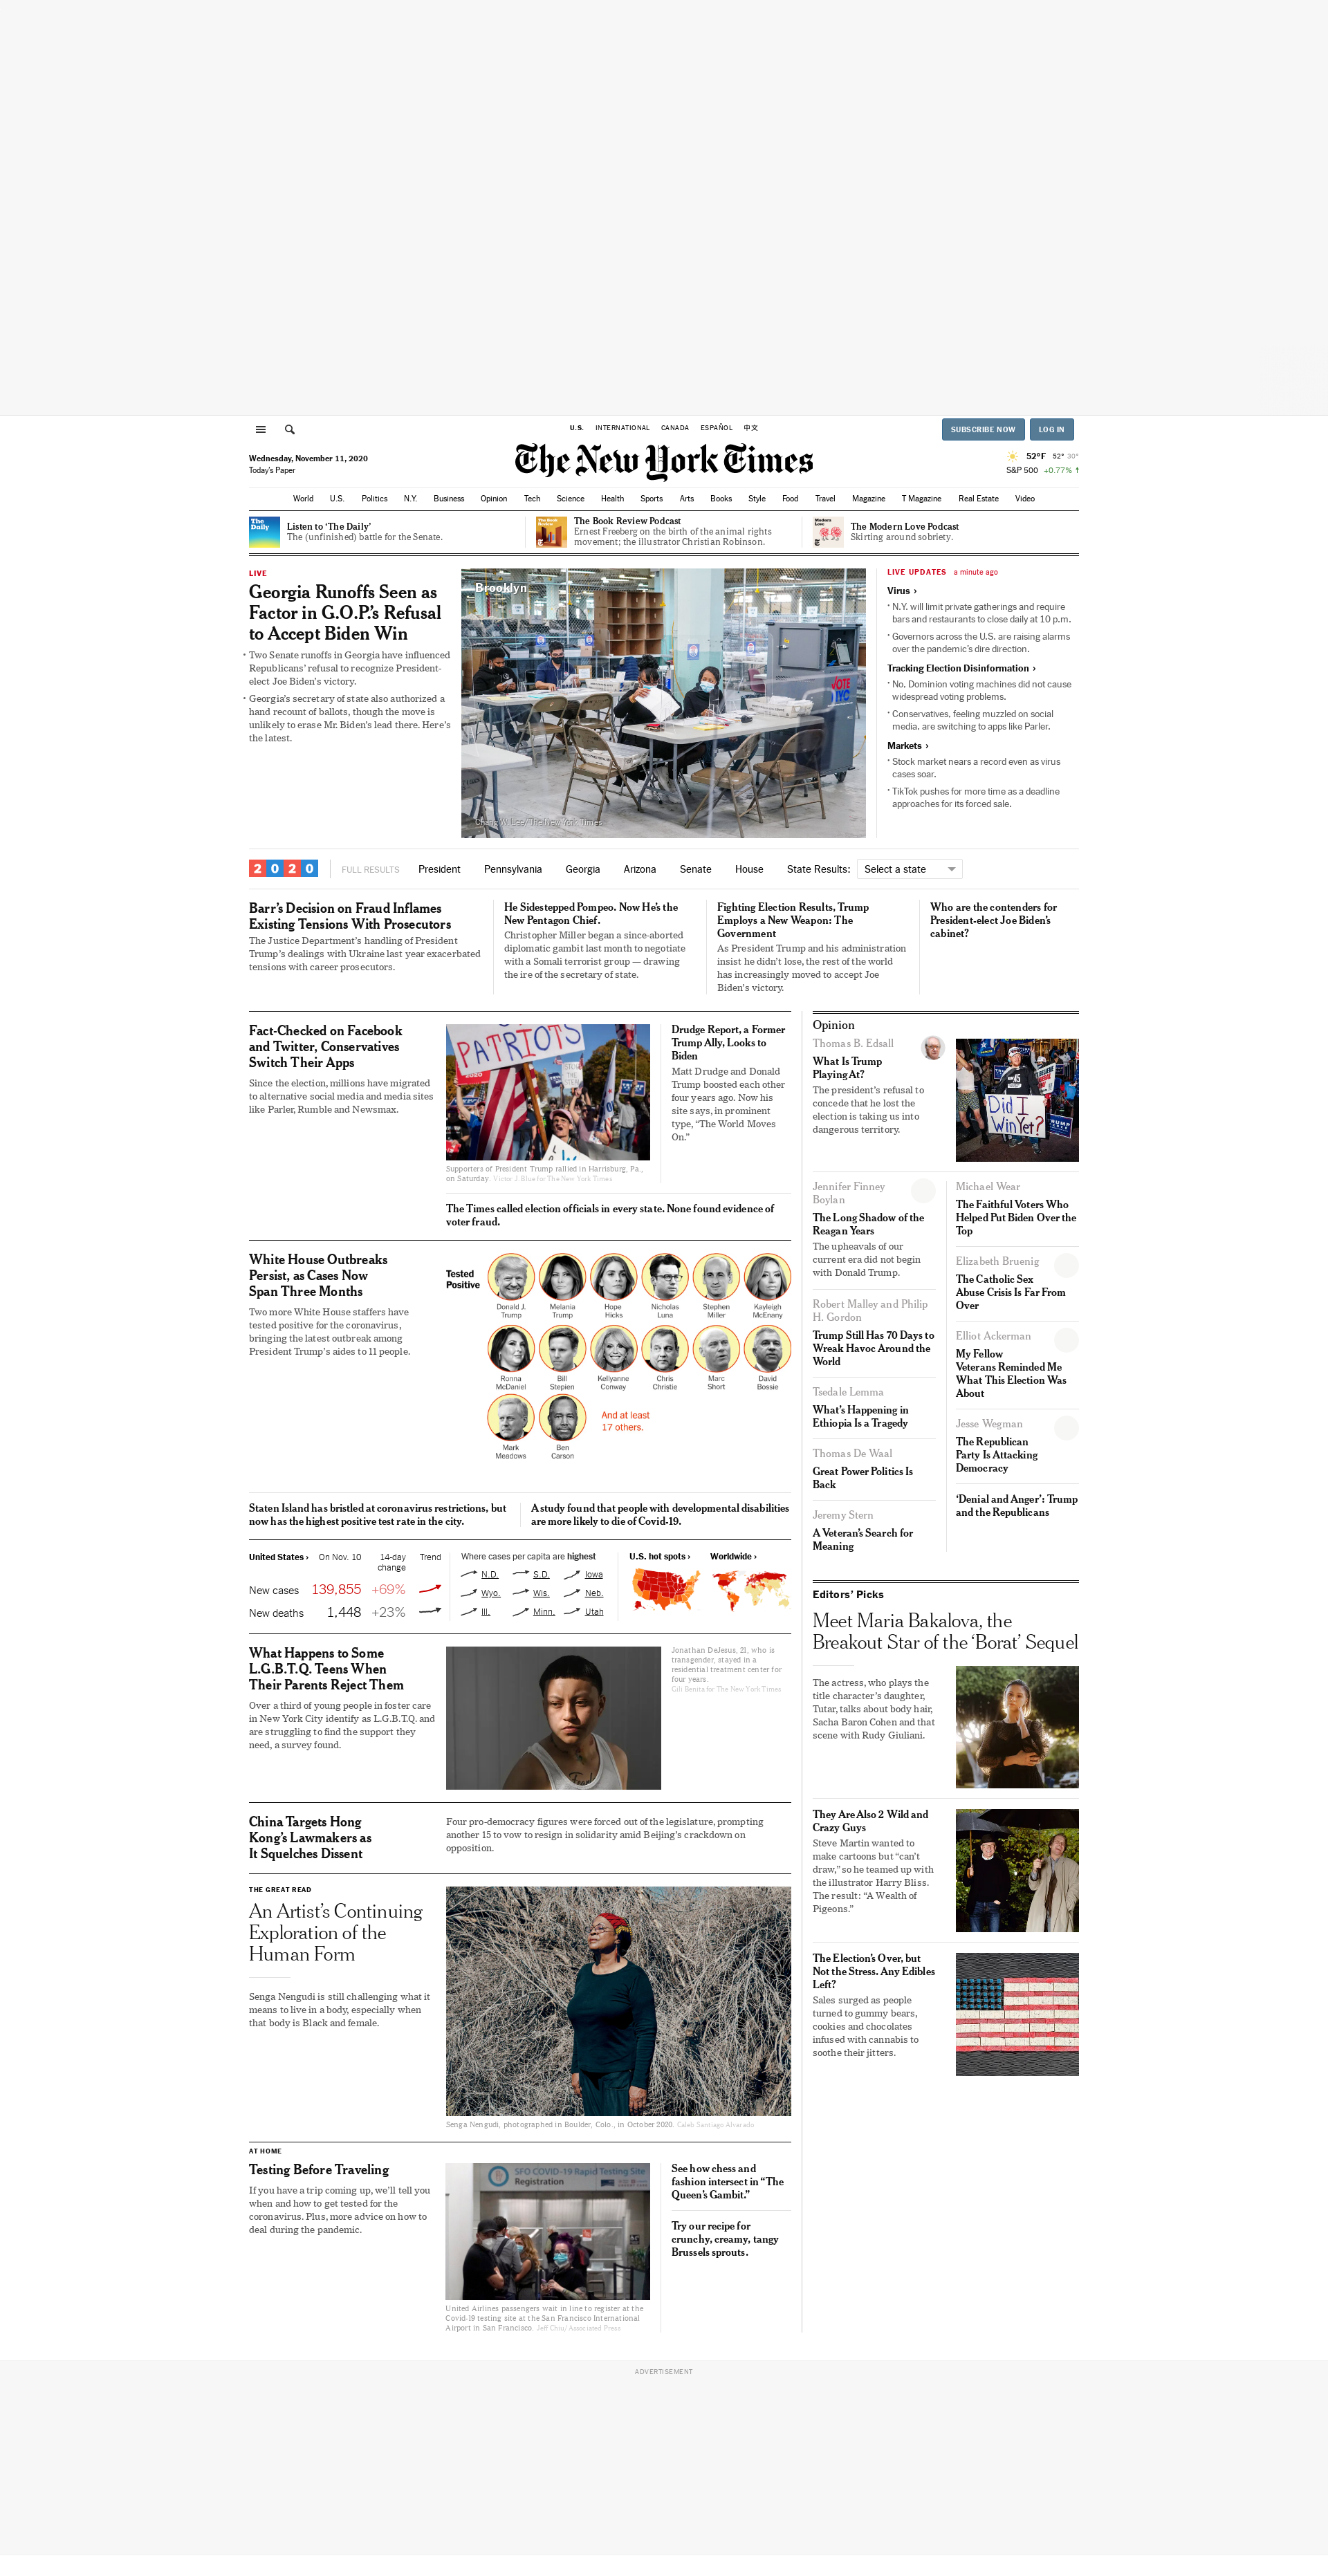 U.S. INTERNATIONAL CANADA ESPAÑOL 中文
SUBSCRIBE NOW LOG IN
Wednesday, November 11, 2020
Today's Paper
The New York Times
52°F 52° 30°
S&P 500 +0.77% ↑
World U.S. Politics N.Y. Business Opinion Tech Science Health Sports Arts Books Style Food Travel Magazine T Magazine Real Estate Video
The
Daily
Listen to ‘The Daily’
The (unfinished) battle for the Senate.
The Book Review Podcast
Ernest Freeberg on the birth of the animal rights
movement; the illustrator Christian Robinson.
Modern
Love
The Modern Love Podcast
Skirting around sobriety.
LIVE
Georgia Runoffs Seen as
Factor in G.O.P.’s Refusal
to Accept Biden Win
• Two Senate runoffs in Georgia have influenced
Republicans’ refusal to recognize President-
elect Joe Biden’s victory.
• Georgia’s secretary of state also authorized a
hand recount of ballots, though the move is
unlikely to erase Mr. Biden’s lead there. Here’s
the latest.
Brooklyn
VOTE
NYC
Chang W. Lee/The New York Times
LIVE UPDATES a minute ago
Virus ›
• N.Y. will limit private gatherings and require
bars and restaurants to close daily at 10 p.m.
• Governors across the U.S. are raising alarms
over the pandemic’s dire direction.
Tracking Election Disinformation ›
• No, Dominion voting machines did not cause
widespread voting problems.
• Conservatives, feeling muzzled on social
media, are switching to apps like Parler.
Markets ›
• Stock market nears a record even as virus
cases soar.
• TikTok pushes for more time as a deadline
approaches for its forced sale.
2020
FULL RESULTS President Pennsylvania Georgia Arizona Senate House State Results: Select a state
Barr’s Decision on Fraud Inflames
Existing Tensions With Prosecutors
The Justice Department’s handling of President
Trump’s dealings with Ukraine last year exacerbated
tensions with career prosecutors.
He Sidestepped Pompeo. Now He’s the
New Pentagon Chief.
Christopher Miller began a since-aborted
diplomatic gambit last month to negotiate
with a Somali terrorist group — drawing
the ire of the secretary of state.
Fighting Election Results, Trump
Employs a New Weapon: The
Government
As President Trump and his administration
insist he didn’t lose, the rest of the world
has increasingly moved to accept Joe
Biden’s victory.
Who are the contenders for
President-elect Joe Biden’s
cabinet?
Fact-Checked on Facebook
and Twitter, Conservatives
Switch Their Apps
Since the election, millions have migrated
to alternative social media and media sites
like Parler, Rumble and Newsmax.
PATRIOTS
Supporters of President Trump rallied in Harrisburg, Pa.,
on Saturday. Victor J. Blue for The New York Times
Drudge Report, a Former
Trump Ally, Looks to
Biden
Matt Drudge and Donald
Trump boosted each other
four years ago. Now his
site says, in prominent
type, “The World Moves
On.”
The Times called election officials in every state. None found evidence of
voter fraud.
White House Outbreaks
Persist, as Cases Now
Span Three Months
Two more White House staffers have
tested positive for the coronavirus,
bringing the latest outbreak among
President Trump’s aides to 11 people.
Tested
Positive
Donald J.
Trump
Melania
Trump
Hope
Hicks
Nicholas
Luna
Stephen
Miller
Kayleigh
McEnany
Ronna
McDaniel
Bill
Stepien
Kellyanne
Conway
Chris
Christie
Marc
Short
David
Bossie
Mark
Meadows
Ben
Carson
And at least
17 others.
Staten Island has bristled at coronavirus restrictions, but
now has the highest positive test rate in the city.
A study found that people with developmental disabilities
are more likely to die of Covid-19.
United States › On Nov. 10 14-day
change Trend
New cases 139,855 +69%
New deaths 1,448 +23%
Where cases per capita are highest
N.D. S.D. Iowa
Wyo. Wis. Neb.
Ill. Minn. Utah
U.S. hot spots › Worldwide ›
What Happens to Some
L.G.B.T.Q. Teens When
Their Parents Reject Them
Over a third of young people in foster care
in New York City identify as L.G.B.T.Q. and
are struggling to find the support they
need, a survey found.
Jonathan DeJesus, 21, who is
transgender, stayed in a
residential treatment center for
four years.
Gili Benita for The New York Times
China Targets Hong
Kong’s Lawmakers as
It Squelches Dissent
Four pro-democracy figures were forced out of the legislature, prompting
another 15 to vow to resign in solidarity amid Beijing’s crackdown on
opposition.
THE GREAT READ
An Artist’s Continuing
Exploration of the
Human Form
Senga Nengudi is still challenging what it
means to live in a body, especially when
that body is Black and female.
Senga Nengudi, photographed in Boulder, Colo., in October 2020. Caleb Santiago Alvarado
AT HOME
Testing Before Traveling
If you have a trip coming up, we’ll tell you
when and how to get tested for the
coronavirus. Plus, more advice on how to
deal during the pandemic.
SFO COVID-19 Rapid Testing Site
Registration
United Airlines passengers wait in line to register at the
Covid-19 testing site at the San Francisco International
Airport in San Francisco. Jeff Chiu/Associated Press
See how chess and
fashion intersect in “The
Queen’s Gambit.”
Try our recipe for
crunchy, creamy, tangy
Brussels sprouts.
Opinion
Thomas B. Edsall
What Is Trump
Playing At?
The president’s refusal to
concede that he lost the
election is taking us into
dangerous territory.
45
Did I
Win Yet?
TRUMP
Jennifer Finney
Boylan
The Long Shadow of the
Reagan Years
The upheavals of our
current era did not begin
with Donald Trump.
Robert Malley and Philip
H. Gordon
Trump Still Has 70 Days to
Wreak Havoc Around the
World
Tsedale Lemma
What’s Happening in
Ethiopia Is a Tragedy
Thomas De Waal
Great Power Politics Is
Back
Jeremy Stern
A Veteran’s Search for
Meaning
Michael Wear
The Faithful Voters Who
Helped Put Biden Over the
Top
Elizabeth Bruenig
The Catholic Sex
Abuse Crisis Is Far From
Over
Elliot Ackerman
My Fellow
Veterans Reminded Me
What This Election Was
About
Jesse Wegman
The Republican
Party Is Attacking
Democracy
‘Denial and Anger’: Trump
and the Republicans
Editors’ Picks
Meet Maria Bakalova, the
Breakout Star of the ‘Borat’ Sequel
The actress, who plays the
title character’s daughter,
Tutar, talks about body hair,
Sacha Baron Cohen and that
scene with Rudy Giuliani.
They Are Also 2 Wild and
Crazy Guys
Steve Martin wanted to
make cartoons but “can’t
draw,” so he teamed up with
the illustrator Harry Bliss.
The result: “A Wealth of
Pigeons.”
The Election’s Over, but
Not the Stress. Any Edibles
Left?
Sales surged as people
turned to gummy bears,
cookies and chocolates
infused with cannabis to
soothe their jitters.
ADVERTISEMENT